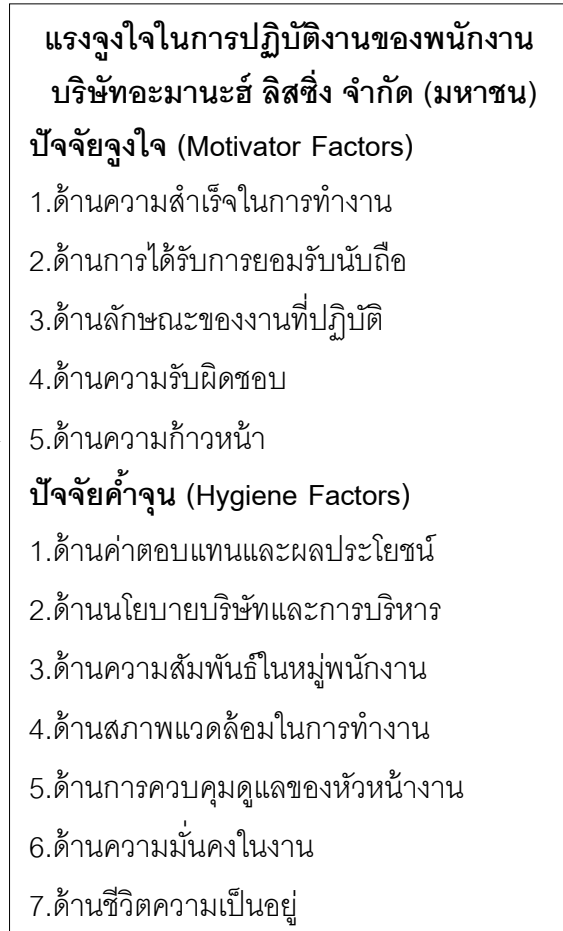 แรงจูงใจในการปฏิบัติงานของพนักงาน
บริษัทอะมานะฮ์ ลิสซิ่ง จำกัด (มหาชน)
ปัจจัยจูงใจ (Motivator Factors)
1.ด้านความสำเร็จในการทำงาน
2.ด้านการได้รับการยอมรับนับถือ
3.ด้านลักษณะของงานที่ปฏิบัติ
4.ด้านความรับผิดชอบ
5.ด้านความก้าวหน้า
ปัจจัยค้ำจุน (Hygiene Factors)
1.ด้านค่าตอบแทนและผลประโยชน์
2.ด้านนโยบายบริษัทและการบริหาร
3.ด้านความสัมพันธ์ในหมู่พนักงาน
4.ด้านสภาพแวดล้อมในการทำงาน
5.ด้านการควบคุมดูแลของหัวหน้างาน
6.ด้านความมั่นคงในงาน
7.ด้านชีวิตความเป็นอยู่